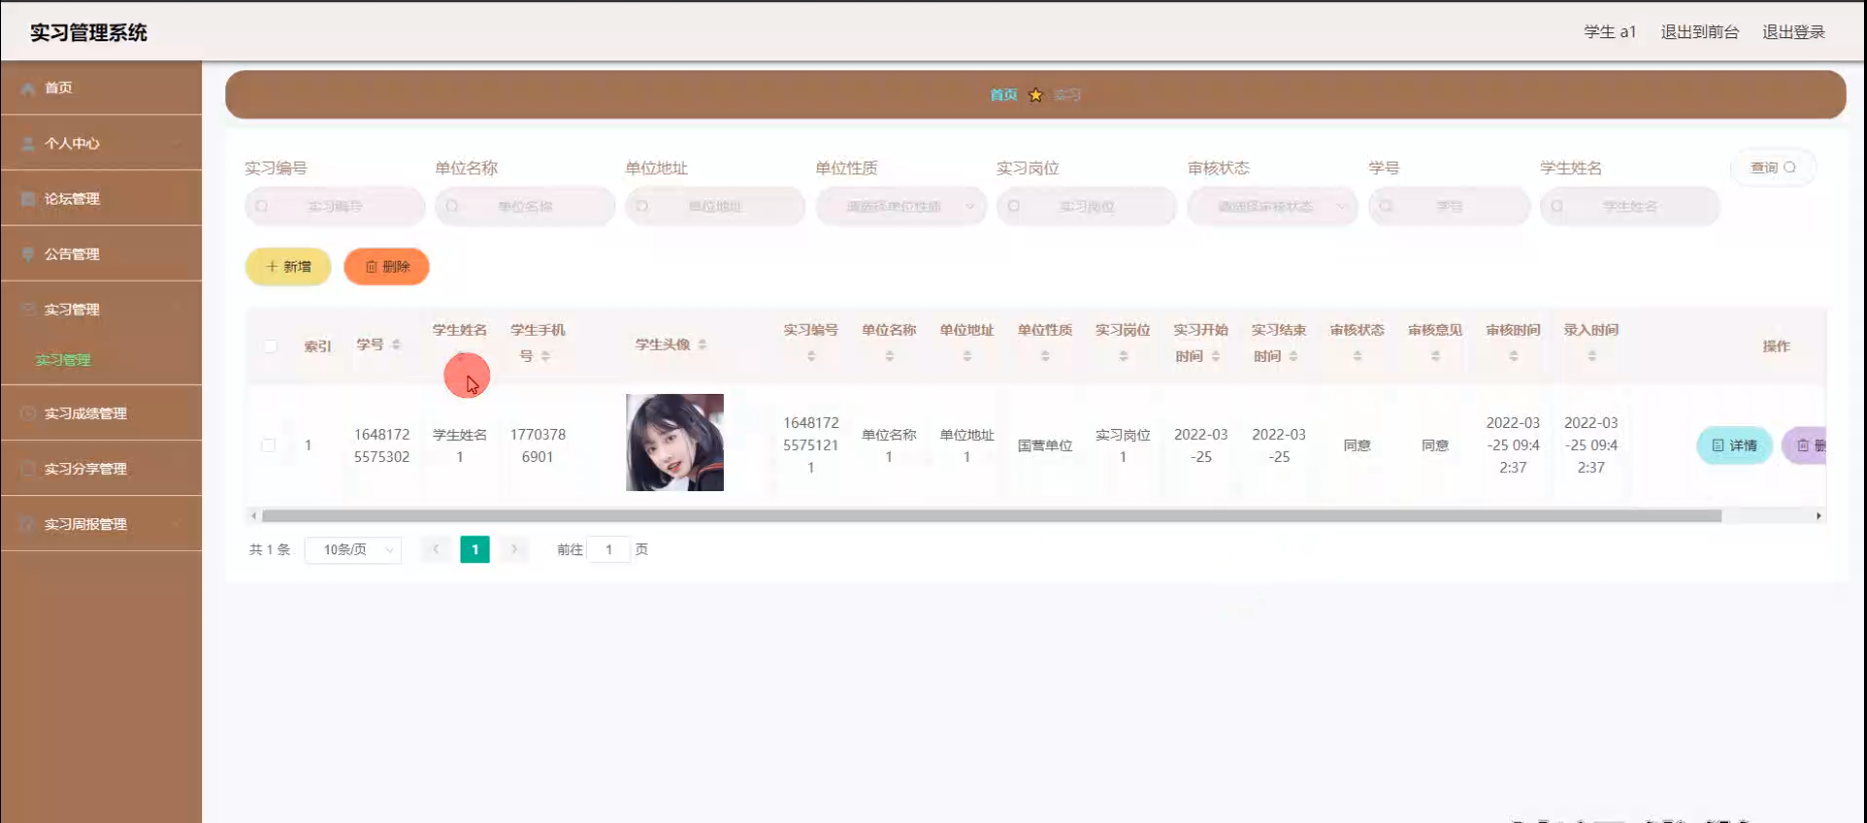 实习管理系统
学生 a1 退出到前台 退出登录
首页
个人中心
论坛管理
公告管理
实习管理
实习管理
实习成绩管理
实习分享管理
实习周报管理
首页 实习
实习编号 单位名称 单位地址 单位性质 实习岗位 审核状态 学号 学生姓名 查询
实习编号 单位名称 单位地址 请选择单位性质 实习岗位 请选择审核状态 学号 学生姓名
新增 删除
索引 学号 学生姓名 学生手机号 学生头像 实习编号 单位名称 单位地址 单位性质 实习岗位 实习开始时间 实习结束时间 审核状态 审核意见 审核时间 录入时间 操作
1 16481725575302 学生姓名1 17703786901 164817255751211 单位名称1 单位地址1 国营单位 实习岗位1 2022-03-25 2022-03-25 同意 同意 2022-03-25 09:42:37 2022-03-25 09:42:37 详情
共 1 条 10条/页 1 前往 1 页